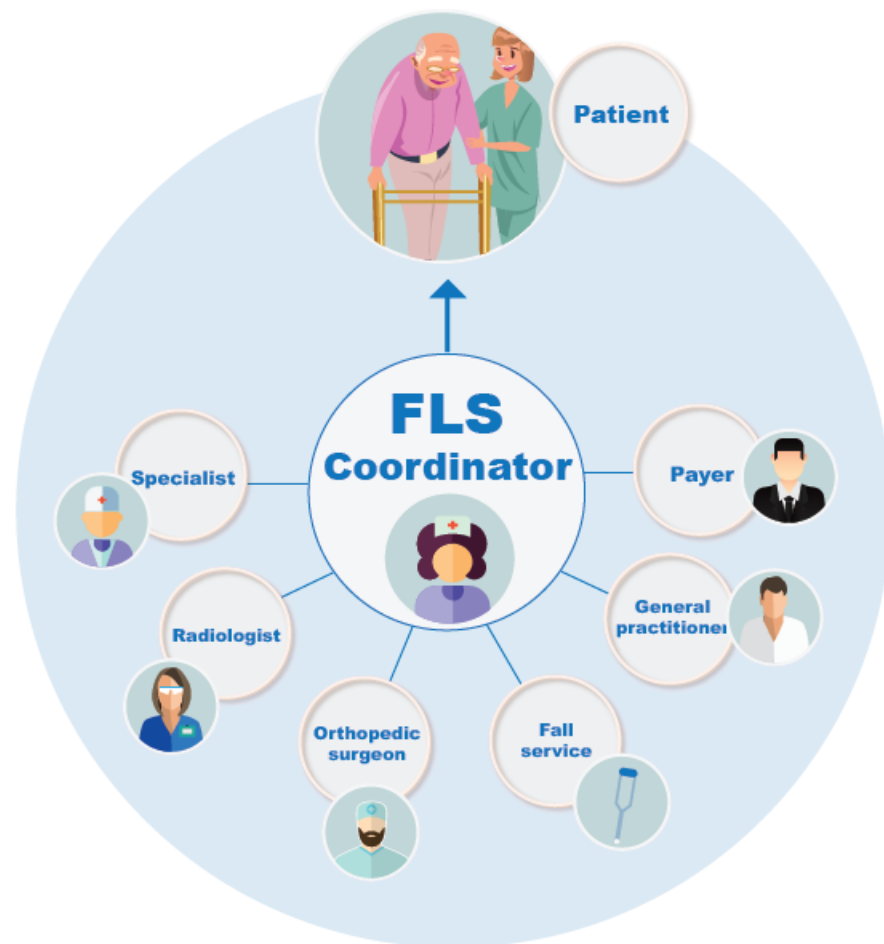 Patient
FLS
Coordinator
Specialist
Payer
General
practitioner
Radiologist
Orthopedic
surgeon
Fall
service